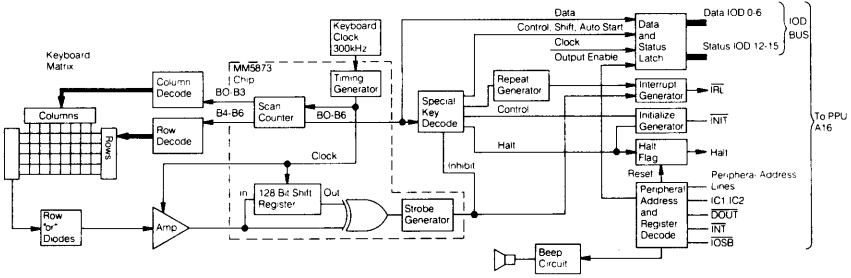 Keyboard
Clock
300kHz
Data
Control, Shift, Auto Start
Clock
Output Enable
Data
and
Status
Latch
Data IOD 0-6
IOD
BUS
Status IOD 12-15
Keyboard
Matrix
MM5873
Chip
Column
Decode
BO-B3
Timing
Generator
Columns
Rows
Row
Decode
B4-B6
Scan
Counter
BO-B6
Special
Key
Decode
Repeat
Generator
Interrupt
Generator
IRL
Control
Initialize
Generator
INIT
To PPU
A16
Halt
Halt
Flag
Halt
Clock
Inhibit
Reset
In
128 Bit Shift
Register
Out
Strobe
Generator
Row
"or"
Diodes
Amp
Peripheral
Address
and
Register
Decode
Peripheral Address
Lines
IC1 IC2
DOUT
INT
IOSB
Beep
Circuit